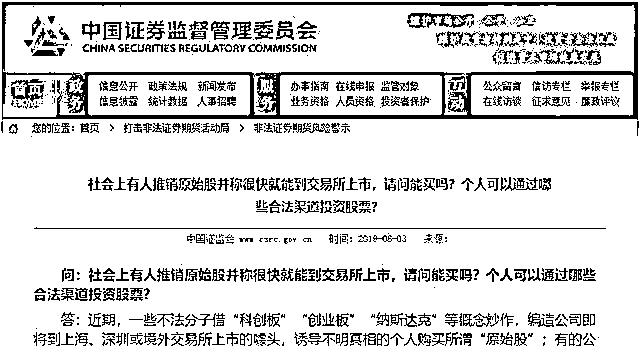 中国证券监督管理委员会
CHINA SECURITIES REGULATORY COMMISSION
首页
政务
信息公开 政策法规 新闻发布
信息披露 统计数据 人事招聘
服务
办事指南 在线申报 监管对象
业务资格 人员资格 投资者保护
互动
公众留言 信访专栏 举报专栏
在线访谈 征求意见 廉政评议
您的位置：首页 > 打击非法证券期货活动局 > 非法证券期货风险警示
社会上有人推销原始股并称很快就能到交易所上市，请问能买吗？个人可以通过哪
些合法渠道投资股票？
中国证监会 www.csrc.gov.cn 时间：2019-06-03 来源：
问：社会上有人推销原始股并称很快就能到交易所上市，请问能买吗？个人可以通过哪些
合法渠道投资股票？
答：近期，一些不法分子借“科创板”“创业板”“纳斯达克”等概念炒作，编造公司即
将到上海、深圳或境外交易所上市的噱头，诱导不明真相的个人购买所谓“原始股”；有的公